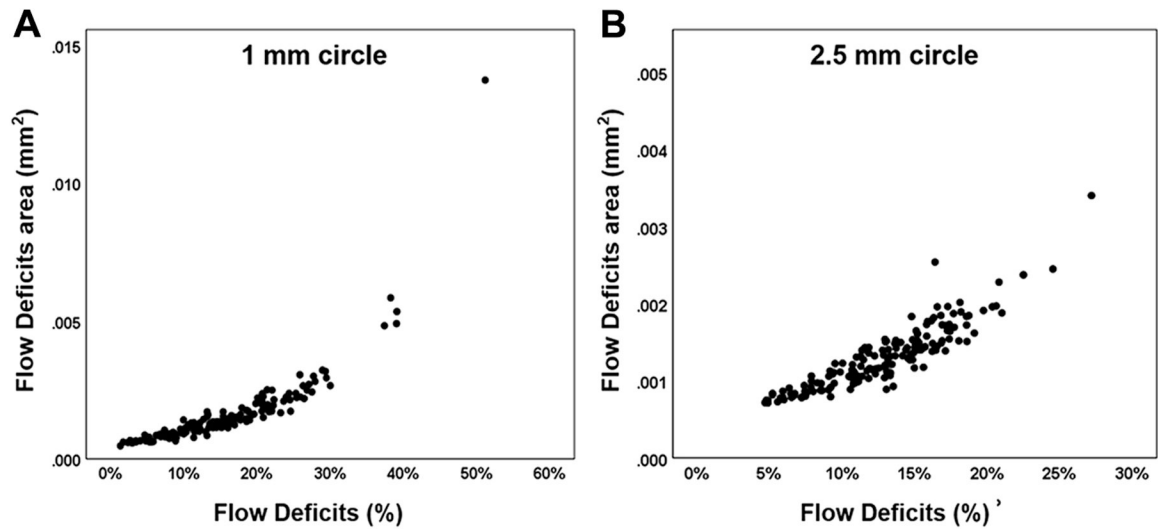 A
1 mm circle
Flow Deficits area (mm²)
.015
.010
.005
.000
0% 10% 20% 30% 40% 50% 60%
Flow Deficits (%)
B
2.5 mm circle
Flow Deficits area (mm²)
.005
.004
.003
.002
.001
.000
0% 5% 10% 15% 20% 25% 30%
Flow Deficits (%) ’